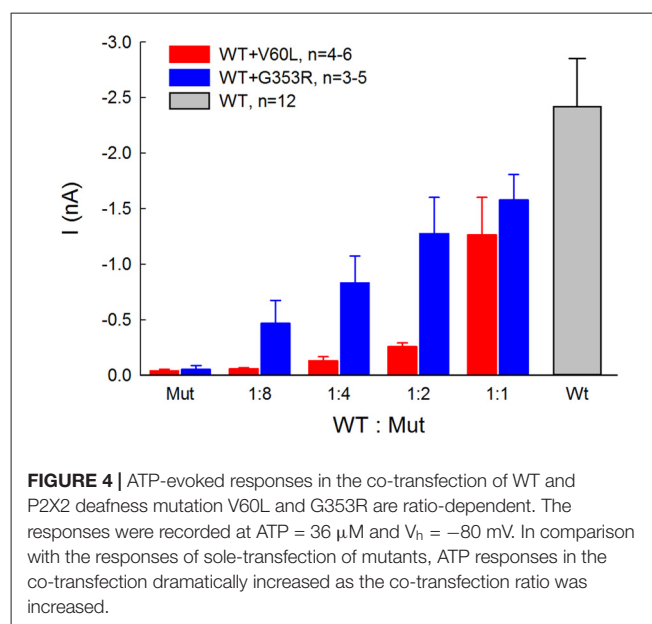 -3.0
-2.5
-2.0
-1.5
-1.0
-0.5
0.0
I (nA)
WT+V60L, n=4-6
WT+G353R, n=3-5
WT, n=12
Mut 1:8 1:4 1:2 1:1 Wt
WT : Mut
FIGURE 4 | ATP-evoked responses in the co-transfection of WT and
P2X2 deafness mutation V60L and G353R are ratio-dependent. The
responses were recorded at ATP = 36 μM and Vh = −80 mV. In comparison
with the responses of sole-transfection of mutants, ATP responses in the
co-transfection dramatically increased as the co-transfection ratio was
increased.